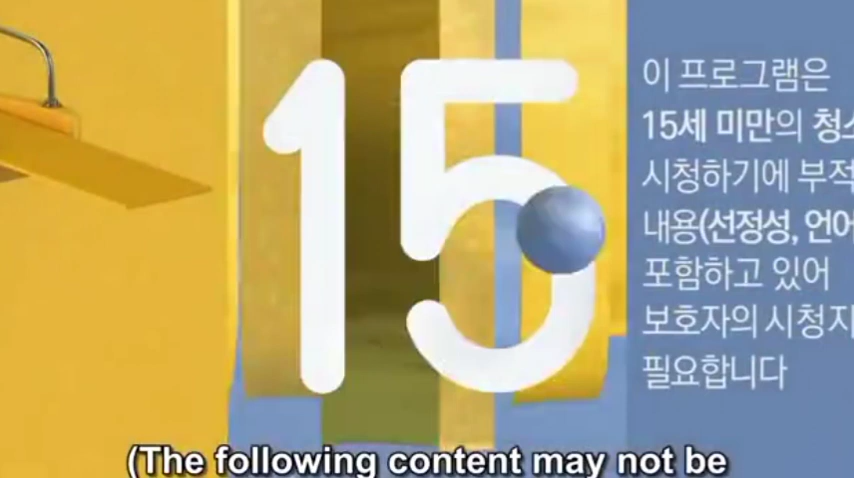 15
이 프로그램은
15세 미만의
시청하기에
내용(선정성,
포함하고 있어
보호자의
필요합니다
(The following content may not be